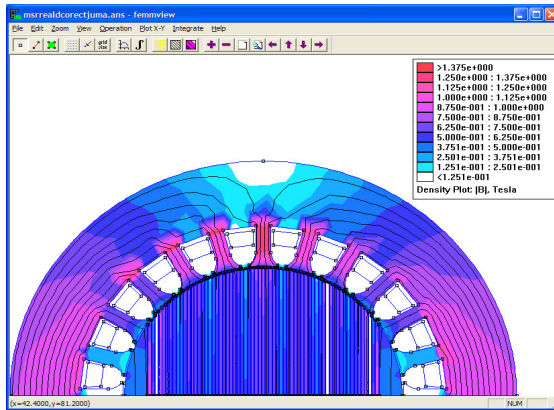 msrrealdcorectjuma.ans - femmview
File Edit Zoom View Operation Plot X-Y Integrate Help
grid size
>1.375e+000
1.250e+000 : 1.375e+000
1.125e+000 : 1.250e+000
1.000e+000 : 1.125e+000
8.750e-001 : 1.000e+000
7.500e-001 : 8.750e-001
6.250e-001 : 7.500e-001
5.000e-001 : 6.250e-001
3.751e-001 : 5.000e-001
2.501e-001 : 3.751e-001
1.251e-001 : 2.501e-001
<1.251e-001
Density Plot: |B|, Tesla
(x=42.4000,y=81.2000)
NUM